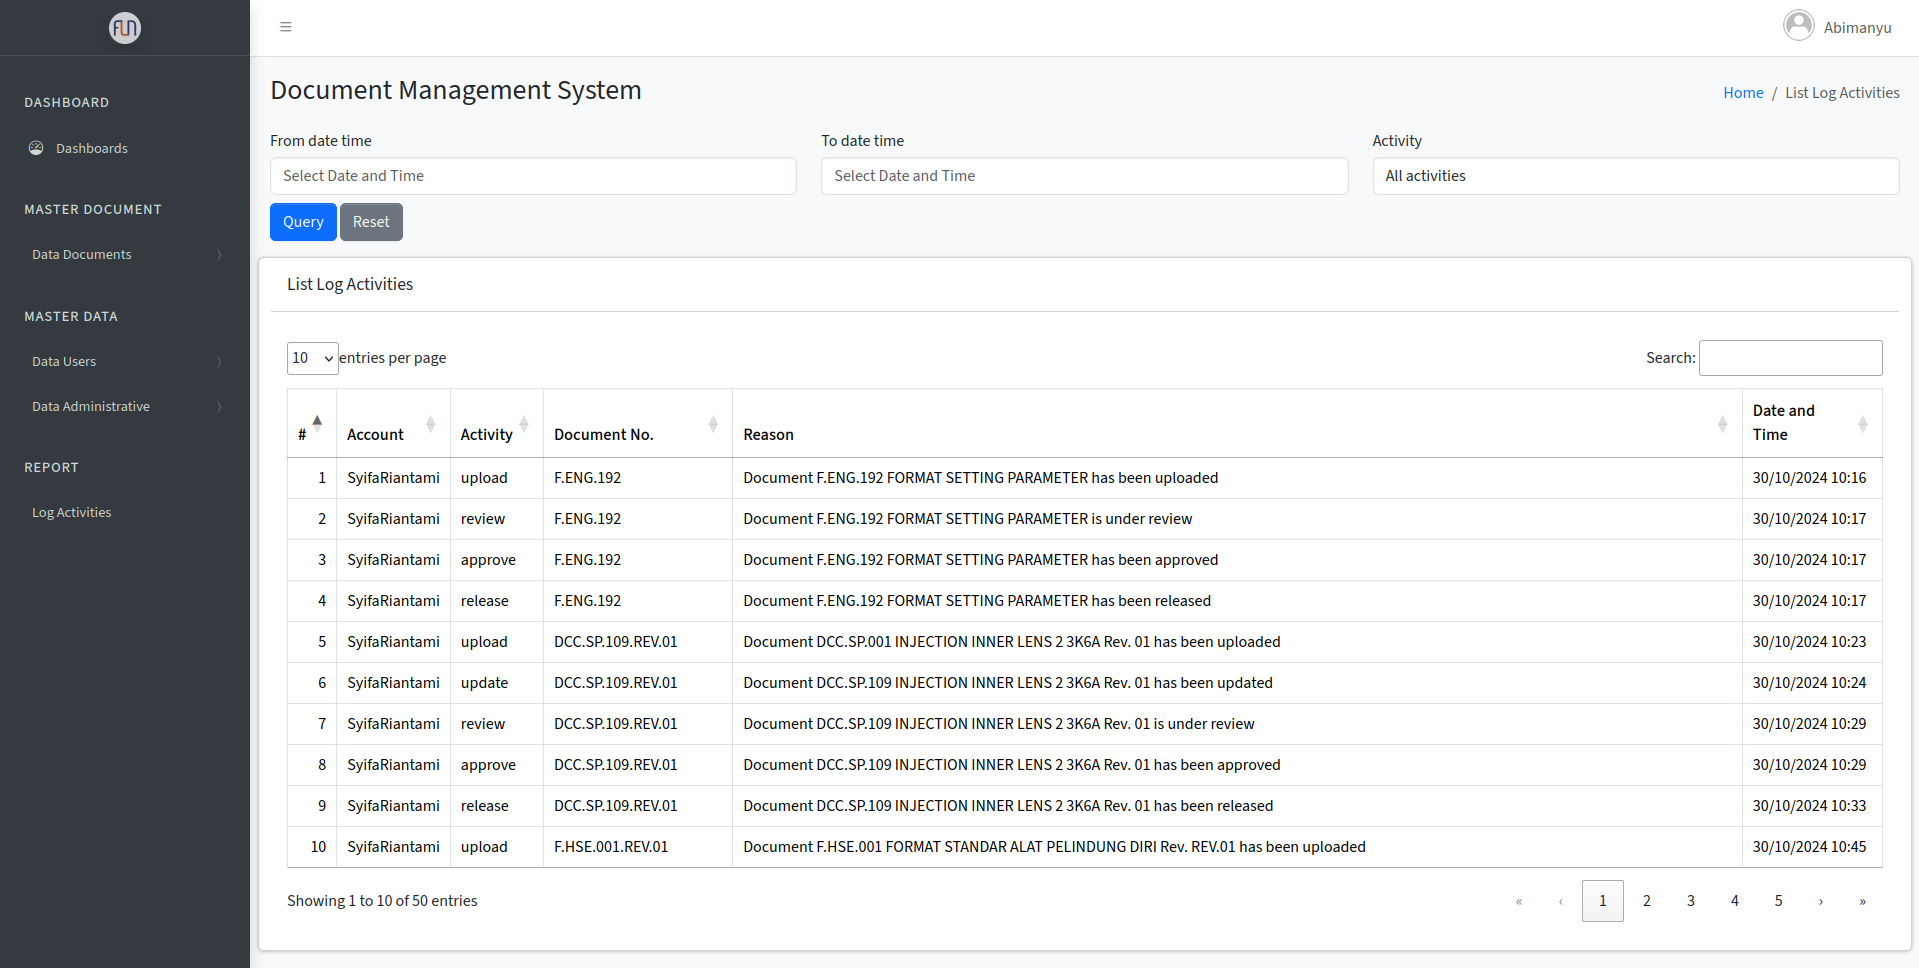 FUN
Abimanyu
DASHBOARD
Dashboards
MASTER DOCUMENT
Data Documents
MASTER DATA
Data Users
Data Administrative
REPORT
Log Activities
Document Management System
Home / List Log Activities
From date time
To date time
Activity
Select Date and Time
Select Date and Time
All activities
Query
Reset
List Log Activities
10 entries per page
Search:
# Account Activity Document No. Reason Date and
Time
1 SyifaRiantami upload F.ENG.192 Document F.ENG.192 FORMAT SETTING PARAMETER has been uploaded 30/10/2024 10:16
2 SyifaRiantami review F.ENG.192 Document F.ENG.192 FORMAT SETTING PARAMETER is under review 30/10/2024 10:17
3 SyifaRiantami approve F.ENG.192 Document F.ENG.192 FORMAT SETTING PARAMETER has been approved 30/10/2024 10:17
4 SyifaRiantami release F.ENG.192 Document F.ENG.192 FORMAT SETTING PARAMETER has been released 30/10/2024 10:17
5 SyifaRiantami upload DCC.SP.109.REV.01 Document DCC.SP.001 INJECTION INNER LENS 2 3K6A Rev. 01 has been uploaded 30/10/2024 10:23
6 SyifaRiantami update DCC.SP.109.REV.01 Document DCC.SP.109 INJECTION INNER LENS 2 3K6A Rev. 01 has been updated 30/10/2024 10:24
7 SyifaRiantami review DCC.SP.109.REV.01 Document DCC.SP.109 INJECTION INNER LENS 2 3K6A Rev. 01 is under review 30/10/2024 10:29
8 SyifaRiantami approve DCC.SP.109.REV.01 Document DCC.SP.109 INJECTION INNER LENS 2 3K6A Rev. 01 has been approved 30/10/2024 10:29
9 SyifaRiantami release DCC.SP.109.REV.01 Document DCC.SP.109 INJECTION INNER LENS 2 3K6A Rev. 01 has been released 30/10/2024 10:33
10 SyifaRiantami upload F.HSE.001.REV.01 Document F.HSE.001 FORMAT STANDAR ALAT PELINDUNG DIRI Rev. REV.01 has been uploaded 30/10/2024 10:45
Showing 1 to 10 of 50 entries
« ‹ 1 2 3 4 5 › »